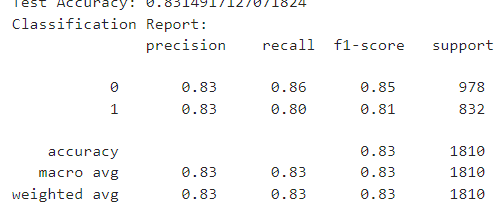 Test Accuracy: 0.8314917127071824
Classification Report:
precision recall f1-score support
0 0.83 0.86 0.85 978
1 0.83 0.80 0.81 832
accuracy 0.83 1810
macro avg 0.83 0.83 0.83 1810
weighted avg 0.83 0.83 0.83 1810